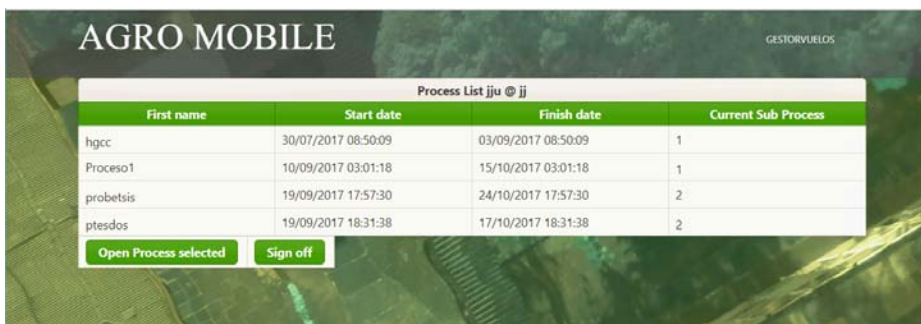 AGRO MOBILE
GESTORVUELOS
Process List jju @ jj
First name Start date Finish date Current Sub Process
hgcc 30/07/2017 08:50:09 03/09/2017 08:50:09 1
Proceso1 10/09/2017 03:01:18 15/10/2017 03:01:18 1
probetsis 19/09/2017 17:57:30 24/10/2017 17:57:30 2
ptesdos 19/09/2017 18:31:38 17/10/2017 18:31:38 2
Open Process selected Sign off